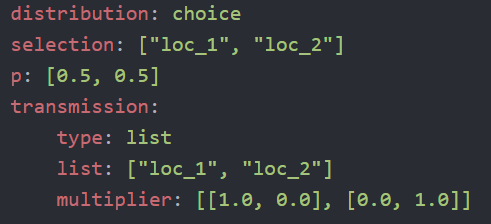 distribution: choice
selection: ["loc_1", "loc_2"]
p: [0.5, 0.5]
transmission:
    type: list
    list: ["loc_1", "loc_2"]
    multiplier: [[1.0, 0.0], [0.0, 1.0]]